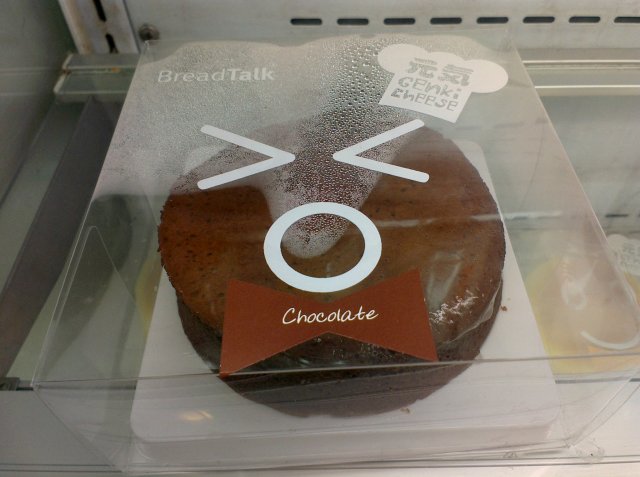 BreadTalk
元気
GENKi
CHEESE
Chocolate